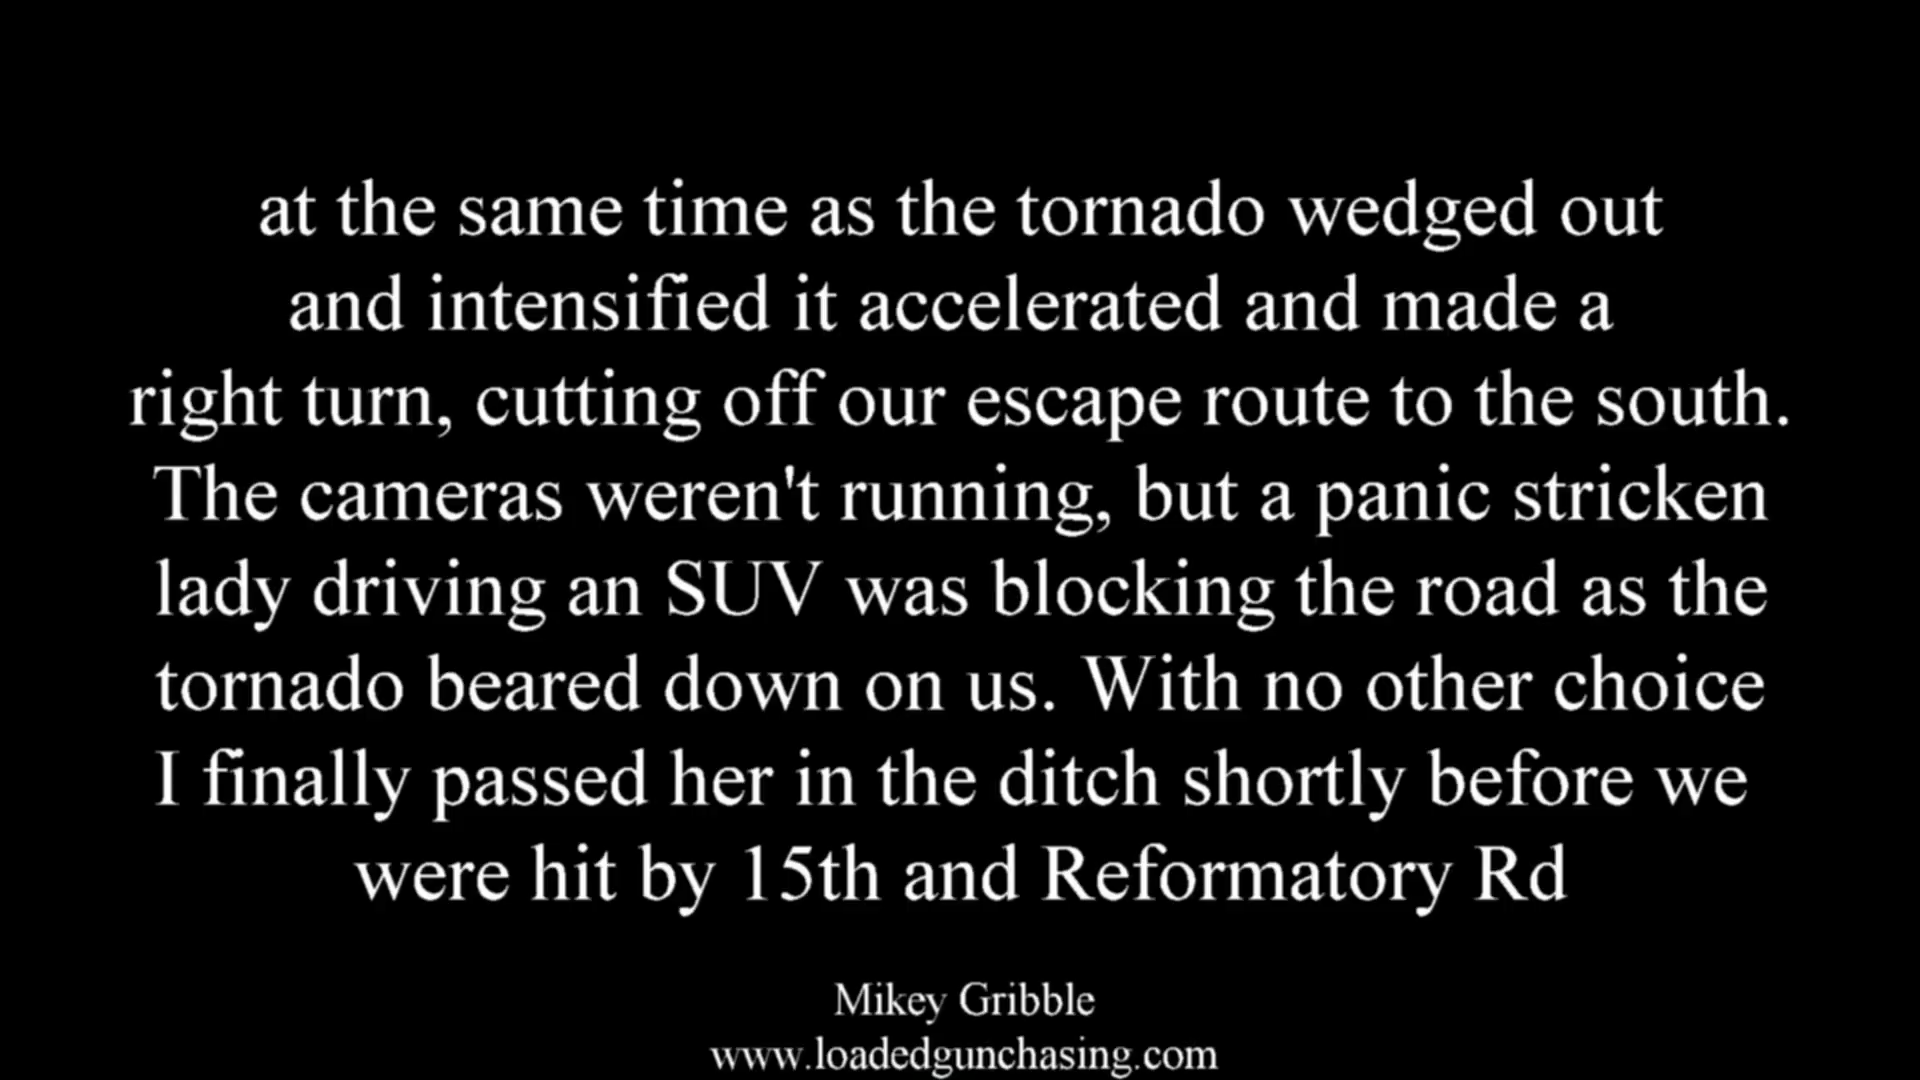 at the same time as the tornado wedged out
and intensified it accelerated and made a
right turn, cutting off our escape route to the south.
The cameras weren't running, but a panic stricken
lady driving an SUV was blocking the road as the
tornado beared down on us. With no other choice
I finally passed her in the ditch shortly before we
were hit by 15th and Reformatory Rd
Mikey Gribble
www.loadedgunchasing.com